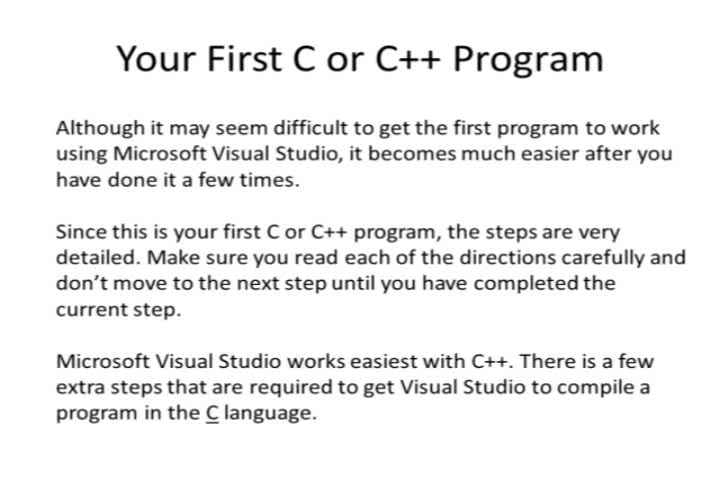 Your First C or C++ Program
Although it may seem difficult to get the first program to work
using Microsoft Visual Studio, it becomes much easier after you
have done it a few times.
Since this is your first C or C++ program, the steps are very
detailed. Make sure you read each of the directions carefully and
don’t move to the next step until you have completed the
current step.
Microsoft Visual Studio works easiest with C++. There is a few
extra steps that are required to get Visual Studio to compile a
program in the C language.